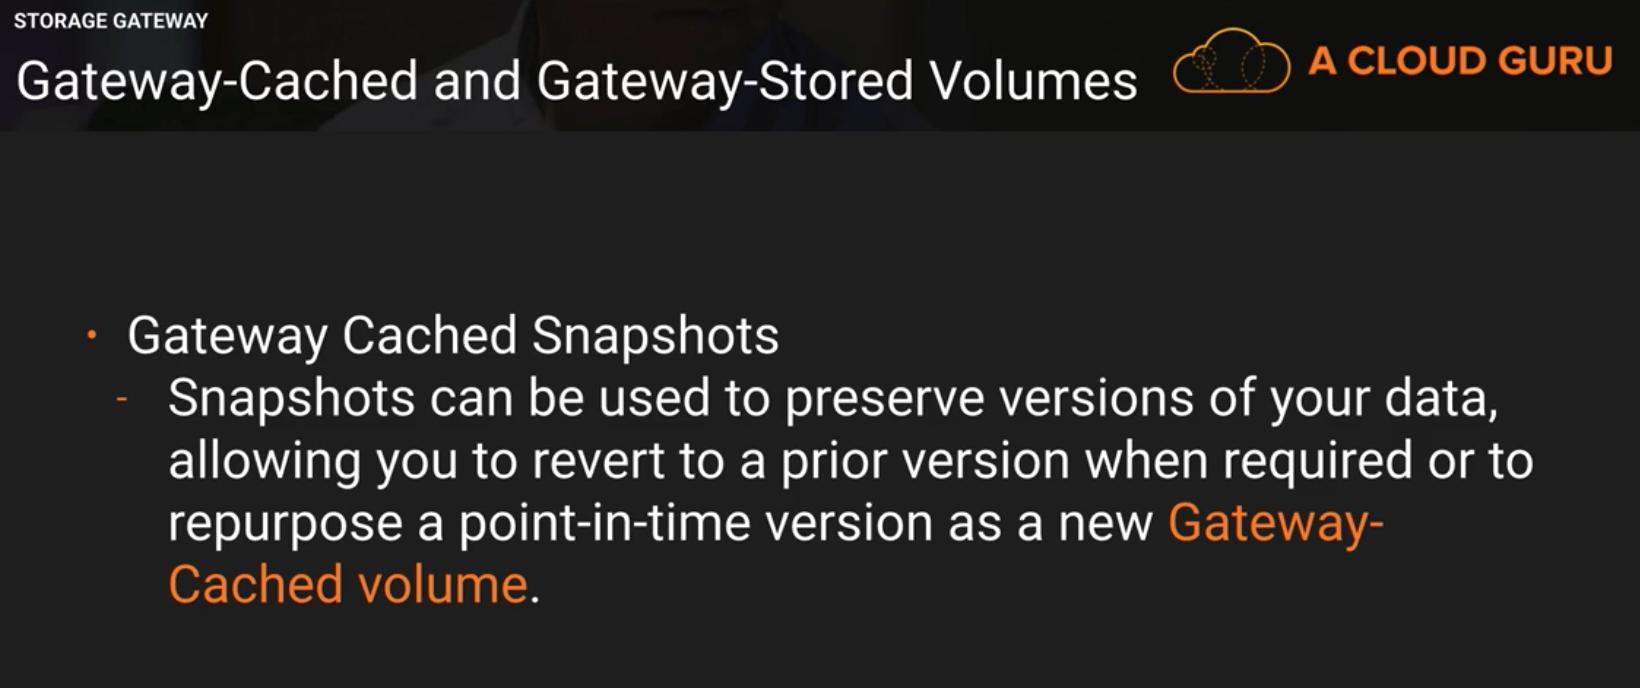 STORAGE GATEWAY
Gateway-Cached and Gateway-Stored Volumes
A CLOUD GURU
• Gateway Cached Snapshots
- Snapshots can be used to preserve versions of your data,
allowing you to revert to a prior version when required or to
repurpose a point-in-time version as a new Gateway-
Cached volume.